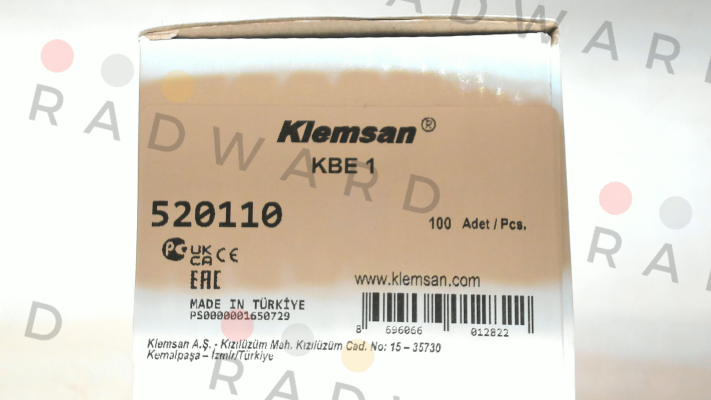 RADWARD
Klemsan®
KBE 1
520110
100 Adet / Pcs.
UK
CA CE
EAC
www.klemsan.com
MADE IN TÜRKİYE
PS0000001650729
8 696066 012822
Klemsan A.Ş. - Kızılüzüm Mah. Kızılüzüm Cad. No: 15 – 35730
Kemalpaşa – İzmir/Türkiye